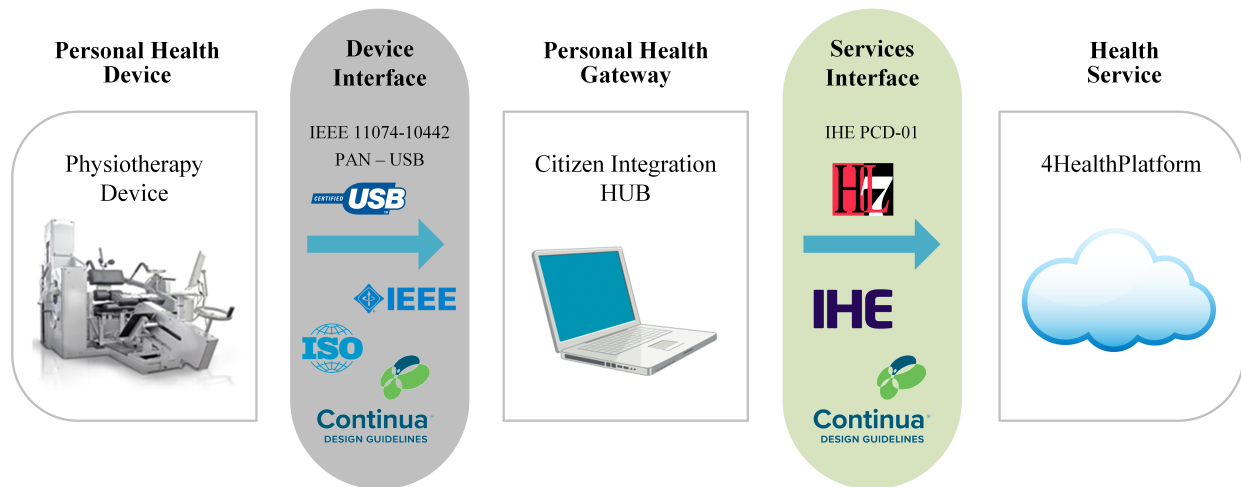 Personal Health
Device
Physiotherapy
Device
Device
Interface
IEEE 11074-10442
PAN – USB
CERTIFIED USB™
IEEE
ISO
Continua®
DESIGN GUIDELINES
Personal Health
Gateway
Citizen Integration
HUB
Services
Interface
IHE PCD-01
HL7
IHE
Continua®
DESIGN GUIDELINES
Health
Service
4HealthPlatform